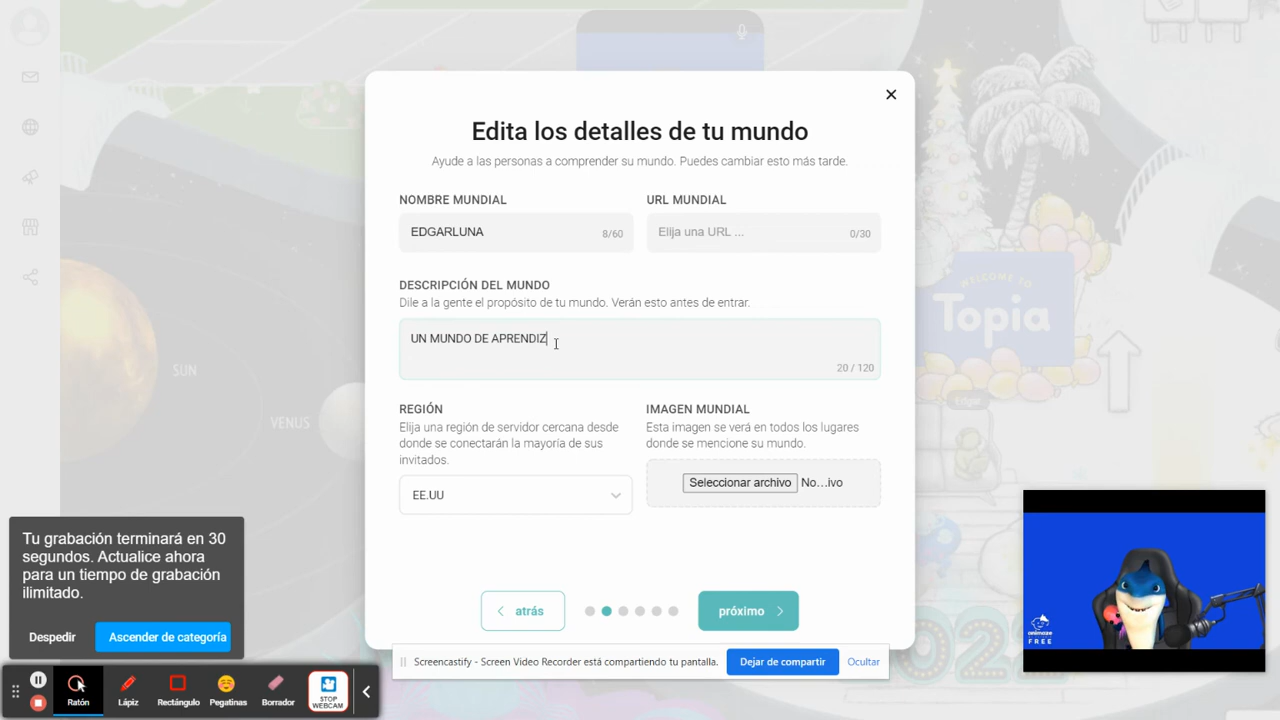 Edita los detalles de tu mundo
Ayude a las personas a comprender su mundo. Puedes cambiar esto más tarde.
NOMBRE MUNDIAL
URL MUNDIAL
EDGARLUNA
8/60
Elija una URL ...
0/30
DESCRIPCIÓN DEL MUNDO
Dile a la gente el propósito de tu mundo. Verán esto antes de entrar.
UN MUNDO DE APRENDIZ
20 / 120
REGIÓN
Elija una región de servidor cercana desde
donde se conectarán la mayoría de sus
invitados.
EE.UU
IMAGEN MUNDIAL
Esta imagen se verá en todos los lugares
donde se mencione su mundo.
Seleccionar archivo No...ivo
atrás
próximo
WELCOME TO
Topia
Edgar
SUN
VENUS
2022
Tu grabación terminará en 30
segundos. Actualice ahora
para un tiempo de grabación
ilimitado.
Despedir
Ascender de categoría
Screencastify - Screen Video Recorder está compartiendo tu pantalla.
Dejar de compartir
Ocultar
Ratón
Lápiz
Rectángulo
Pegatinas
Borrador
STOP
WEBCAM
animaze
FREE